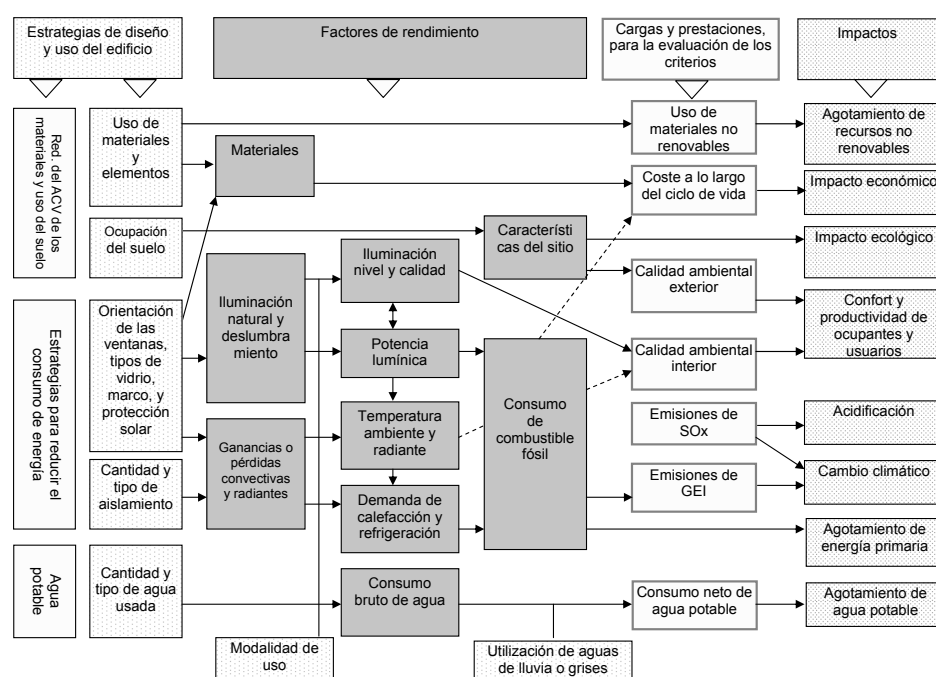 Estrategias de diseño
y uso del edificio
Factores de rendimiento
Cargas y prestaciones,
para la evaluación de los
criterios
Impactos
Red. del ACV de los
materiales y uso del suelo
Uso de
materiales
y
elementos
Materiales
Uso de
materiales no
renovables
Agotamiento de
recursos no
renovables
Coste a lo largo
del ciclo de vida
Impacto económico
Ocupación
del suelo
Característi
cas del sitio
Impacto ecológico
Iluminación
nivel y calidad
Calidad ambiental
exterior
Estrategias para reducir el
consumo de energía
Orientación
de las
ventanas,
tipos de
vidrio,
marco, y
protección
solar
Iluminación
natural y
deslumbra
miento
Potencia
lumínica
Consumo
de
combustible
fósil
Calidad ambiental
interior
Confort y
productividad de
ocupantes y
usuarios
Ganancias o
pérdidas
convectivas
y radiantes
Temperatura
ambiente y
radiante
Emisiones de
SOx
Acidificación
Cantidad y
tipo de
aislamiento
Demanda de
calefacción y
refrigeración
Emisiones de
GEI
Cambio climático
Agotamiento de
energía primaria
Agua
potable
Cantidad y
tipo de agua
usada
Consumo
bruto de agua
Consumo neto de
agua potable
Agotamiento de
agua potable
Modalidad de
uso
Utilización de aguas
de lluvia o grises